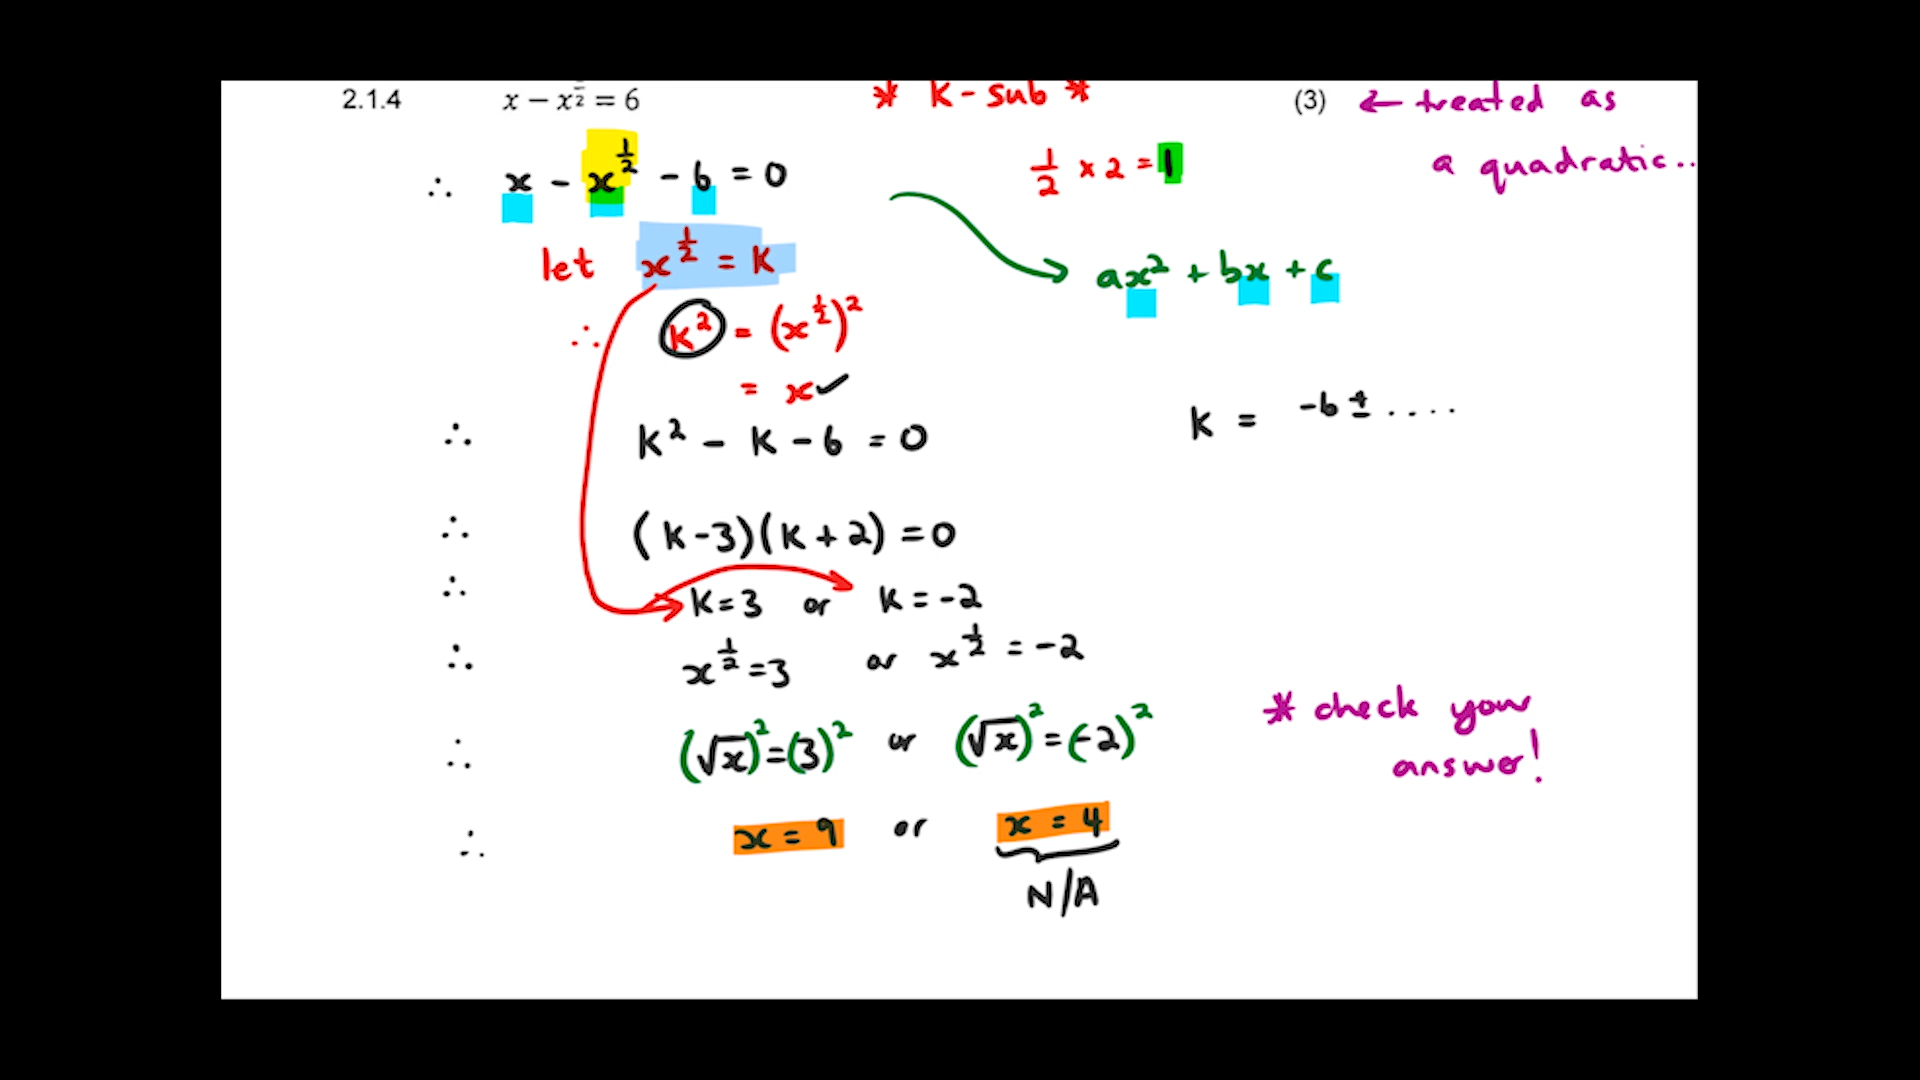 2.1.4 x − x^½ = 6 * K-sub * (3) ← treated as
a quadratic..
∴ x − x^½ − 6 = 0 ½ × 2 = 1
let x^½ = k → ax² + bx + c
∴ k² = (x^½)²
= x ✓
k = −b ± ....
∴ k² − k − 6 = 0
∴ (k−3)(k+2) = 0
∴ k = 3 or k = −2
∴ x^½ = 3 or x^½ = −2
* check your
answer!
∴ (√x)² = (3)² or (√x)² = (−2)²
∴ x = 9 or x = 4
N/A